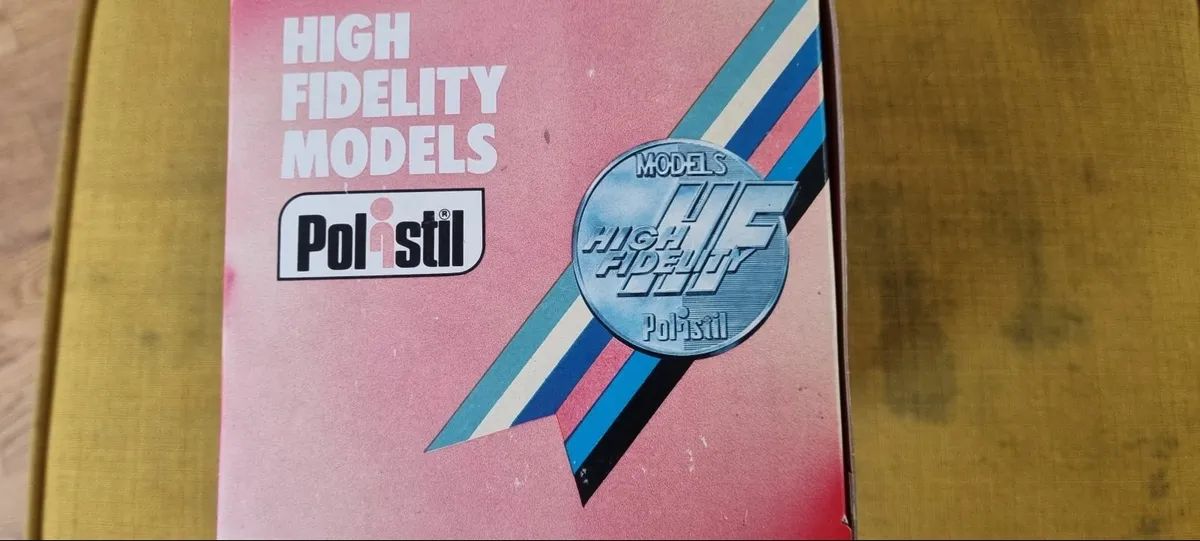 HIGH
FIDELITY
MODELS
Polistil®
MODELS
HF
HIGH
FIDELITY
Polistil